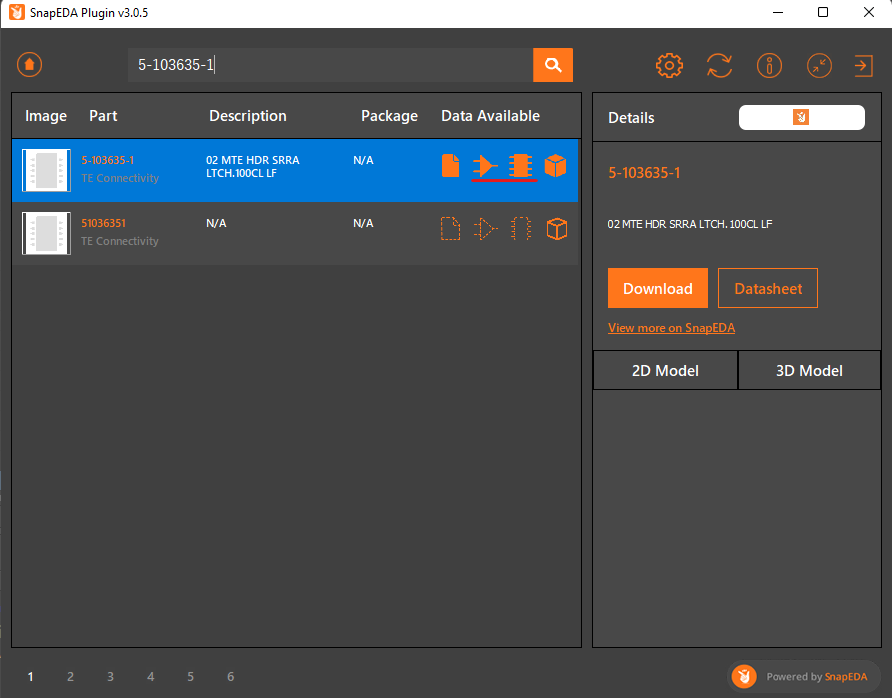 SnapEDA Plugin v3.0.5
5-103635-1
Image Part Description Package Data Available
5-103635-1
TE Connectivity
02 MTE HDR SRRA
LTCH.100CL LF
N/A
51036351
TE Connectivity
N/A
N/A
Details
5-103635-1
02 MTE HDR SRRA LTCH.100CL LF
Download Datasheet
View more on SnapEDA
2D Model 3D Model
1 2 3 4 5 6
Powered by SnapEDA